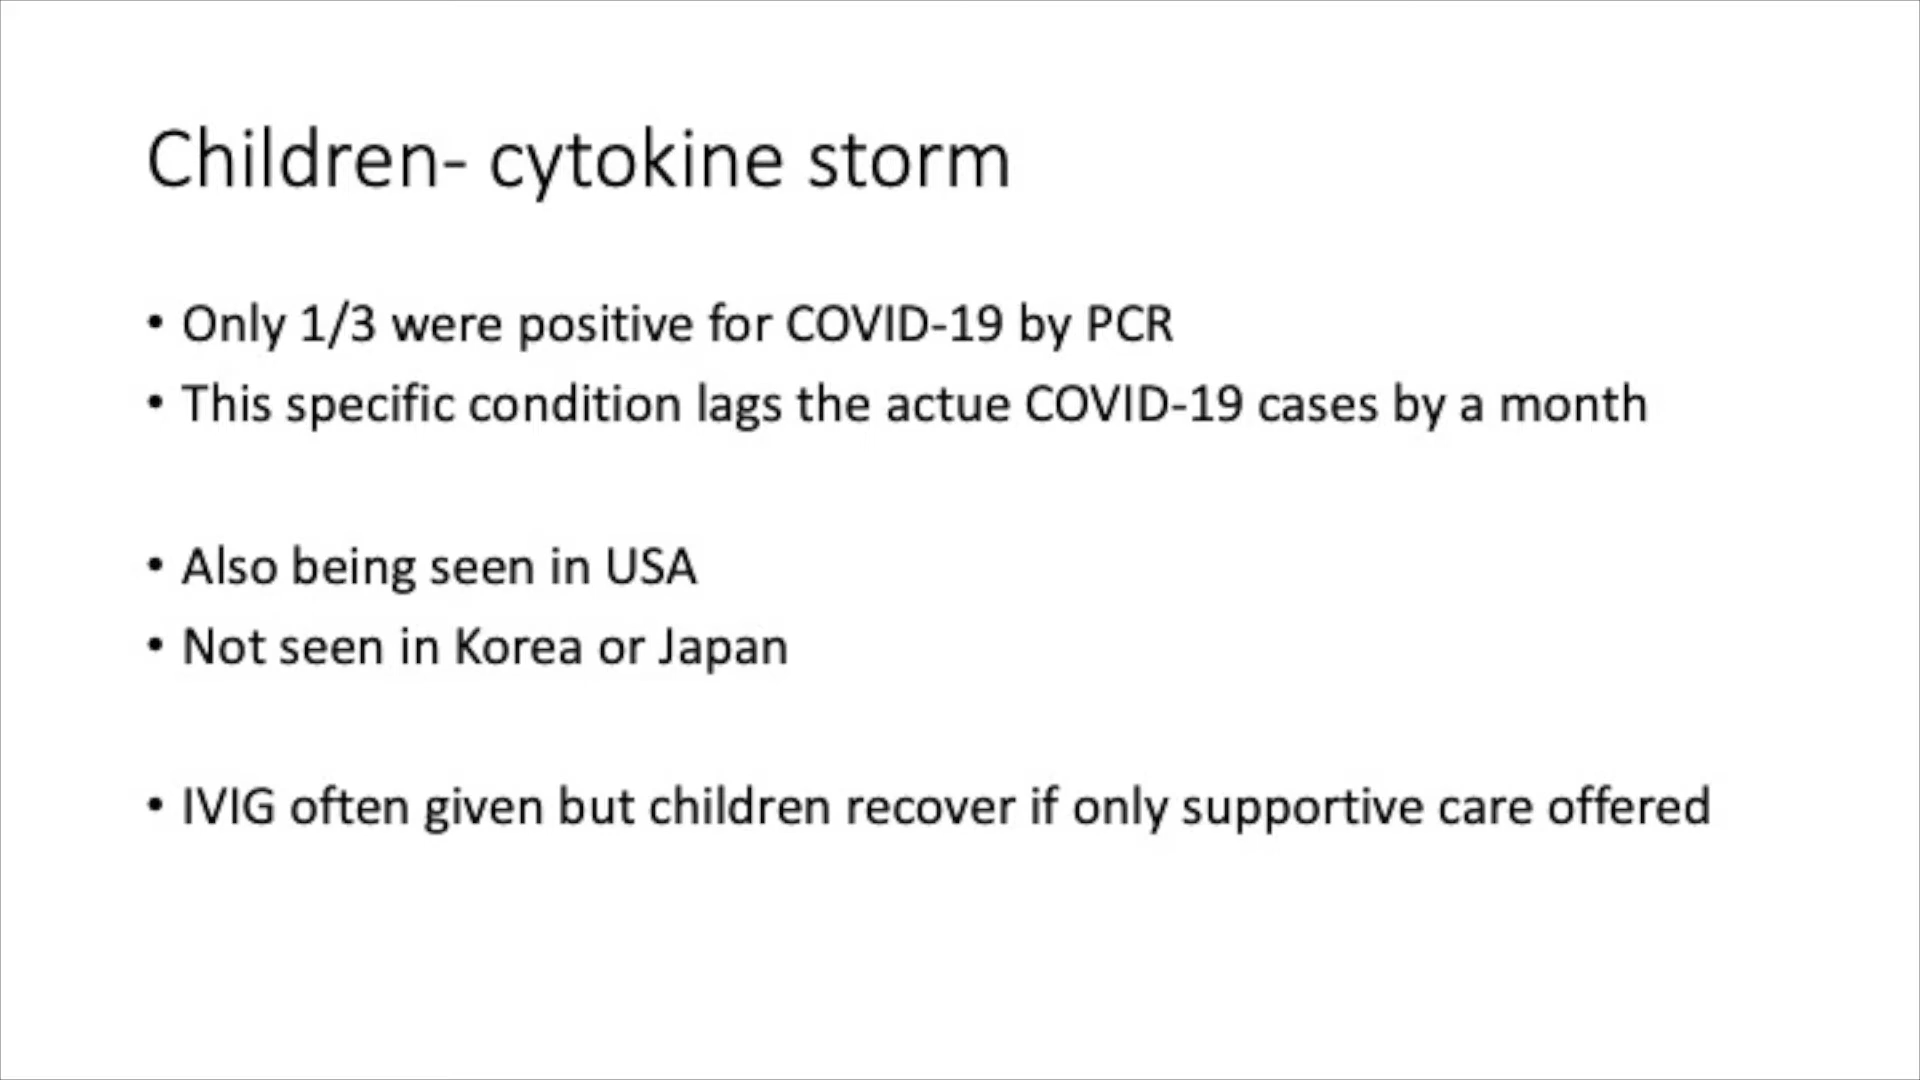 Children- cytokine storm
• Only 1/3 were positive for COVID-19 by PCR
• This specific condition lags the actue COVID-19 cases by a month
• Also being seen in USA
• Not seen in Korea or Japan
• IVIG often given but children recover if only supportive care offered